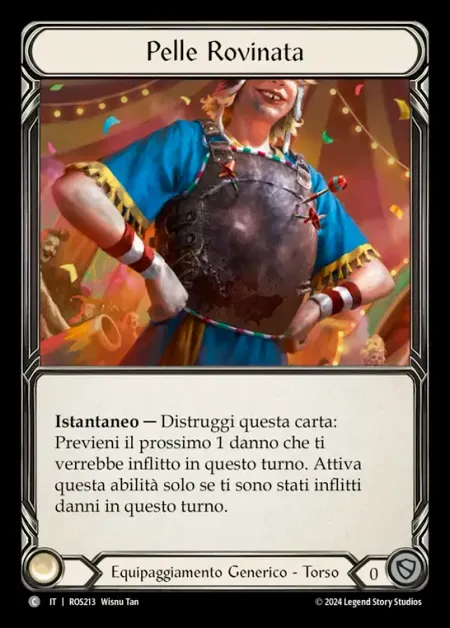 Pelle Rovinata
Istantaneo — Distruggi questa carta:
Previeni il prossimo 1 danno che ti
verrebbe inflitto in questo turno. Attiva
questa abilità solo se ti sono stati inflitti
danni in questo turno.
Equipaggiamento Generico - Torso
0
C IT | ROS213 Wisnu Tan
© 2024 Legend Story Studios